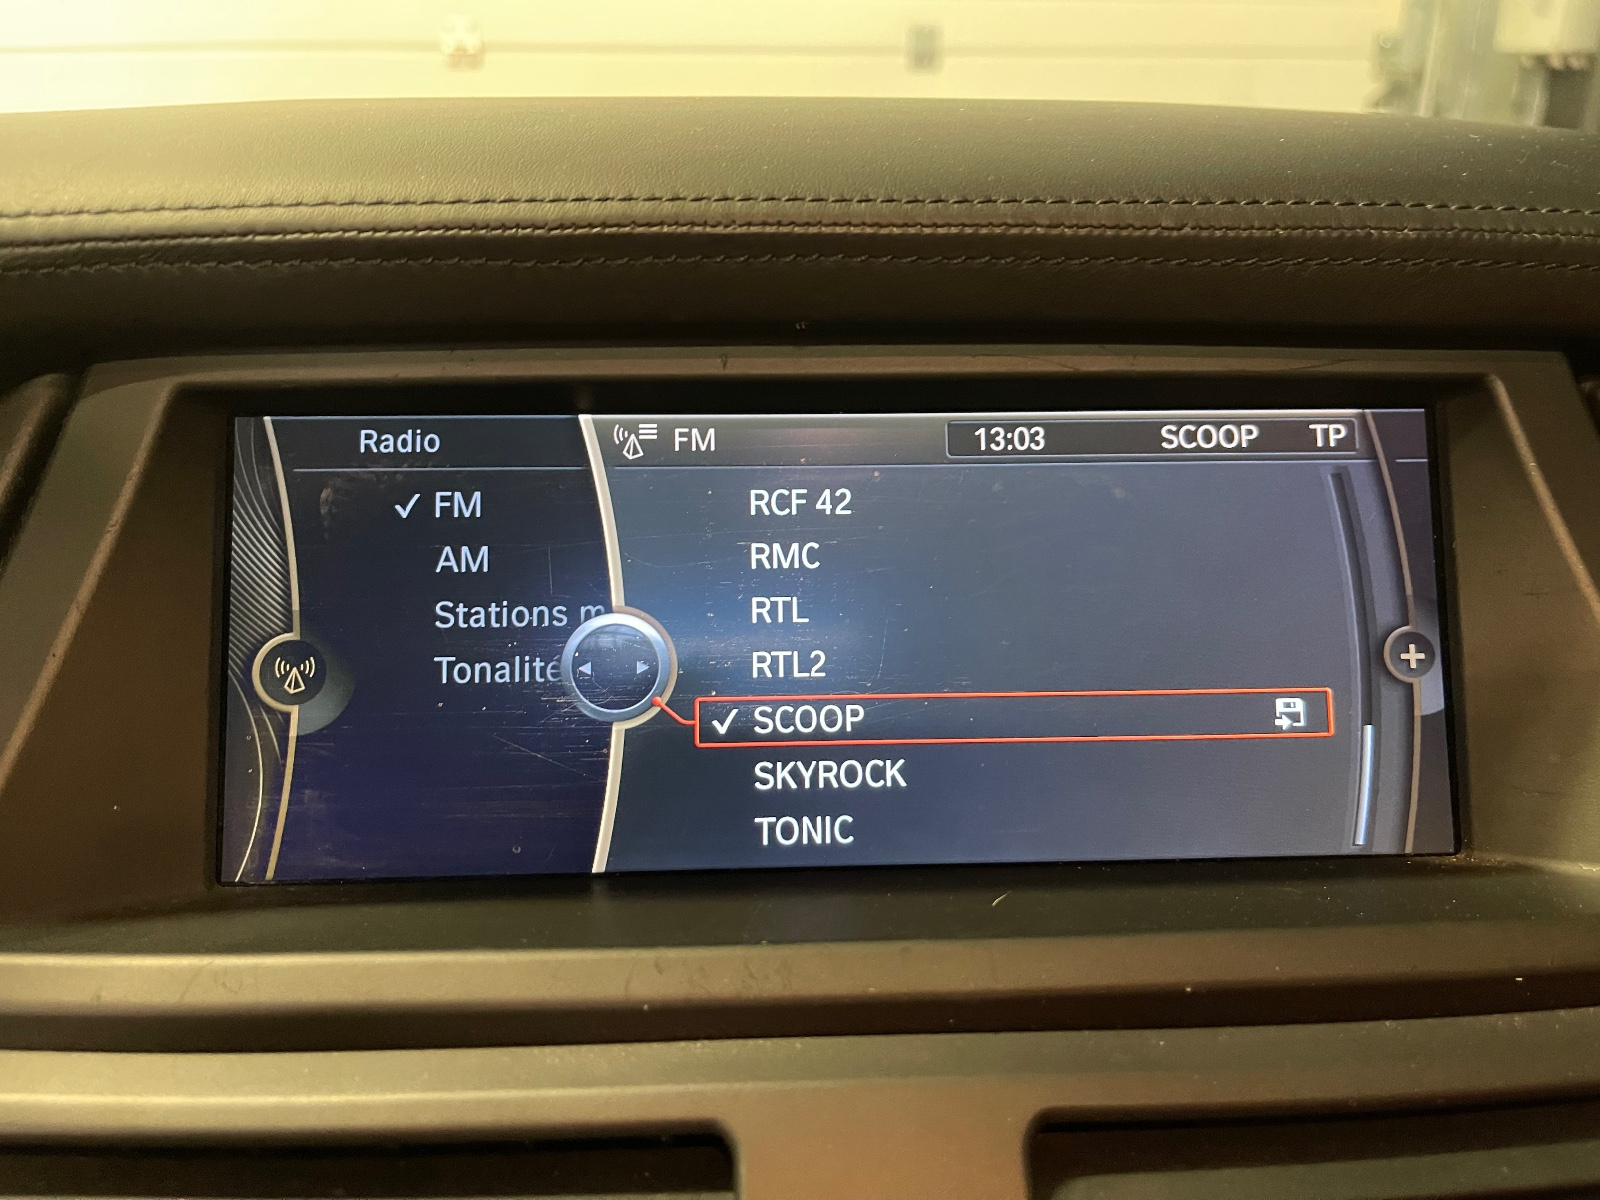 Radio
FM
AM
Stations m
Tonalité
FM
13:03 SCOOP TP
RCF 42
RMC
RTL
RTL2
SCOOP
SKYROCK
TONIC